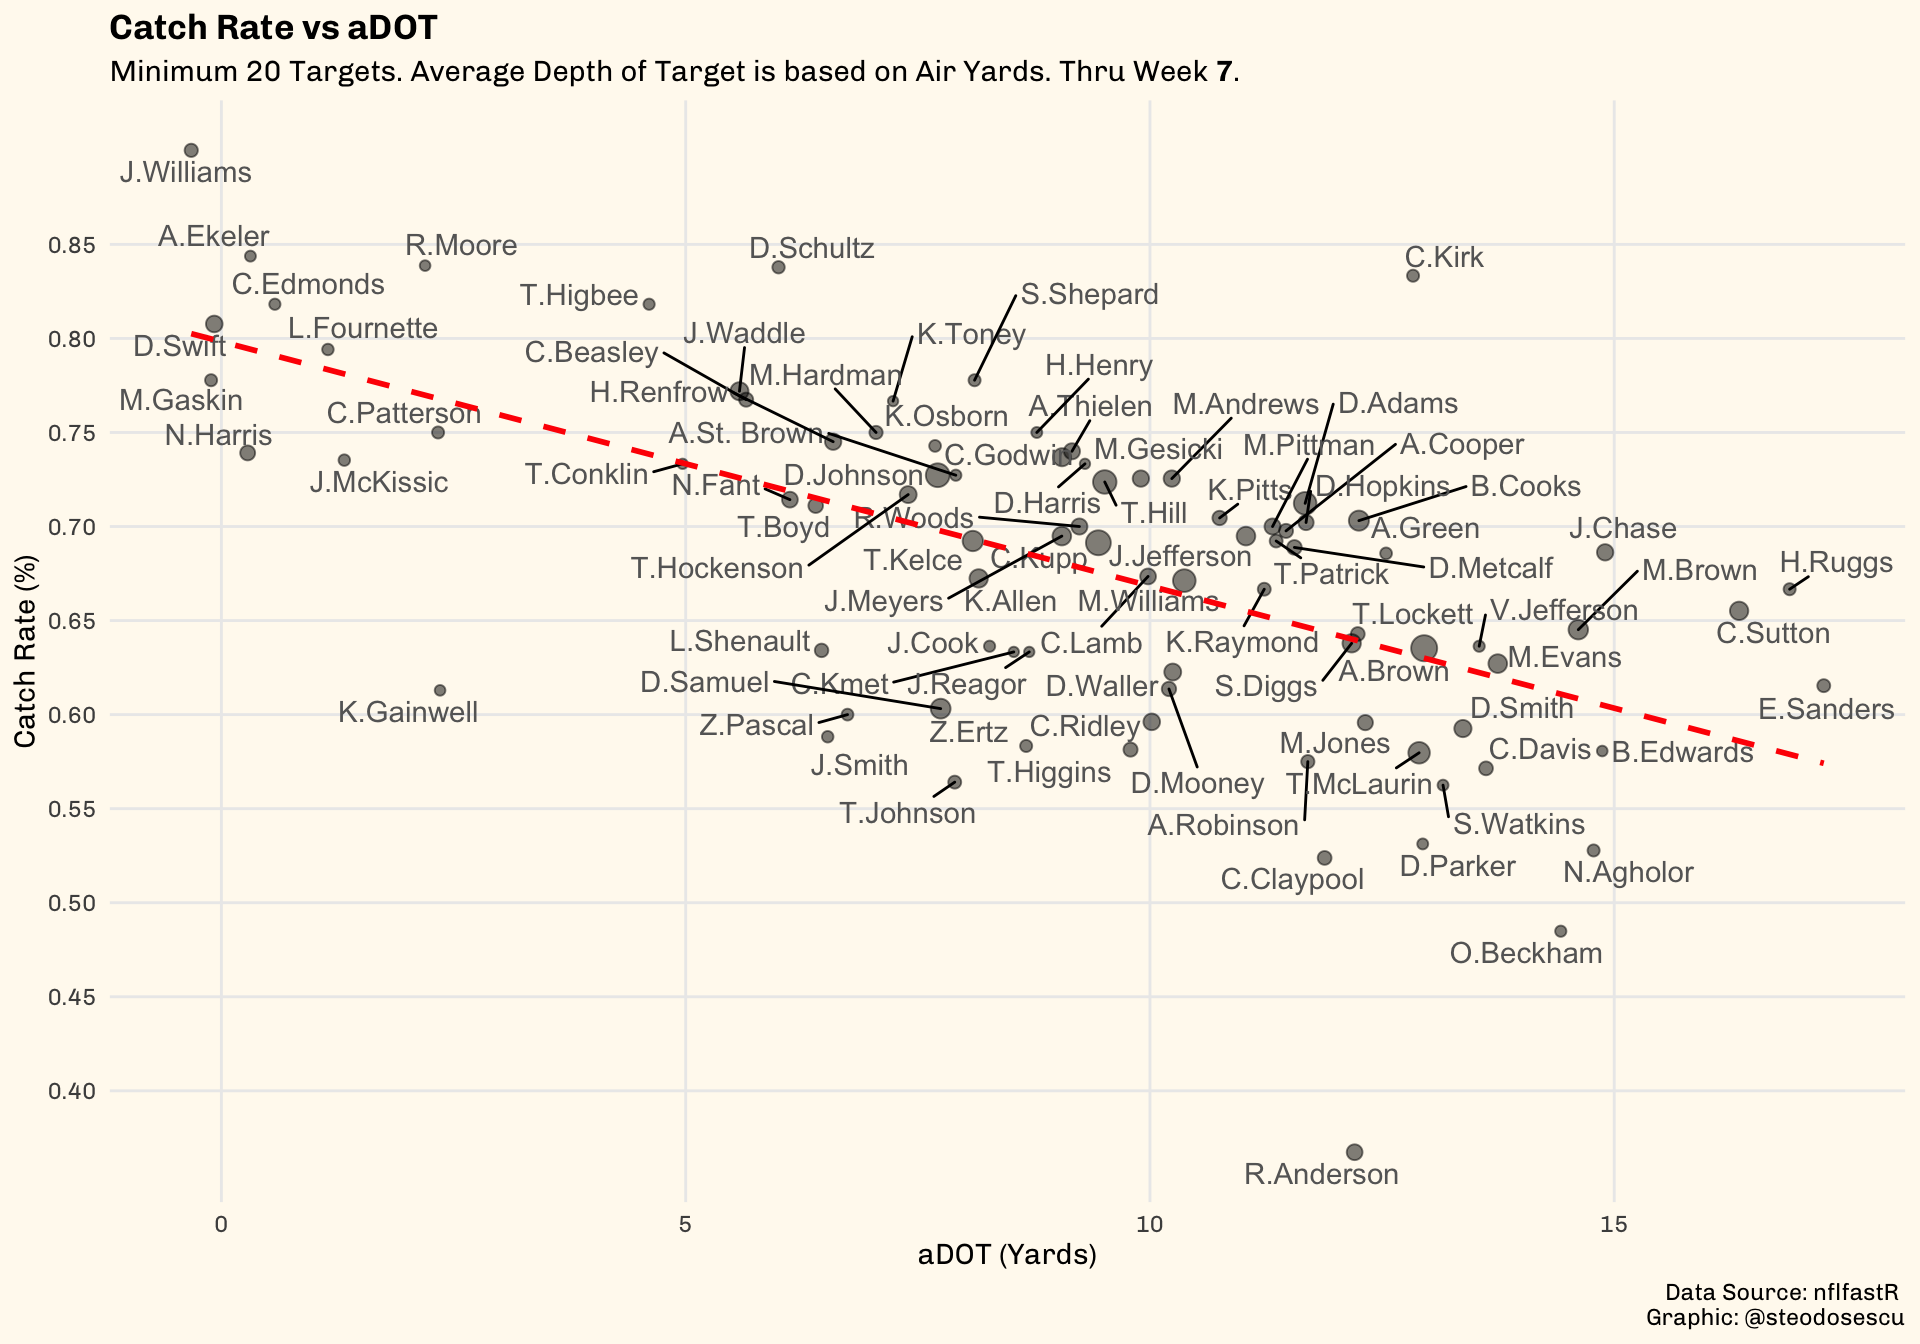 Catch Rate vs aDOT
Minimum 20 Targets. Average Depth of Target is based on Air Yards. Thru Week 7.
J.Williams
A.Ekeler
R.Moore
D.Schultz
C.Kirk
C.Edmonds
T.Higbee
S.Shepard
L.Fournette
J.Waddle
K.Toney
D.Swift
C.Beasley
H.Henry
M.Hardman
H.Renfrow
M.Gaskin
C.Patterson
K.Osborn
A.Thielen
M.Andrews
D.Adams
N.Harris
A.St. Brown
C.Godwin
M.Gesicki
M.Pittman
A.Cooper
J.McKissic
T.Conklin
N.Fant
D.Johnson
D.Harris
T.Hill
K.Pitts
D.Hopkins
B.Cooks
T.Boyd
R.Woods
A.Green
J.Chase
T.Hockenson
T.Kelce
C.Kupp
J.Jefferson
T.Patrick
D.Metcalf
M.Brown
H.Ruggs
J.Meyers
K.Allen
M.Williams
T.Lockett
V.Jefferson
C.Sutton
L.Shenault
J.Cook
C.Lamb
K.Raymond
M.Evans
D.Samuel
C.Kmet
J.Reagor
D.Waller
S.Diggs
A.Brown
K.Gainwell
Z.Pascal
Z.Ertz
C.Ridley
D.Smith
E.Sanders
J.Smith
T.Higgins
M.Jones
C.Davis
B.Edwards
T.Johnson
D.Mooney
T.McLaurin
A.Robinson
S.Watkins
C.Claypool
D.Parker
N.Agholor
O.Beckham
R.Anderson
0.85
0.80
0.75
0.70
0.65
0.60
0.55
0.50
0.45
0.40
Catch Rate (%)
0 5 10 15
aDOT (Yards)
Data Source: nflfastR
Graphic: @steodosescu